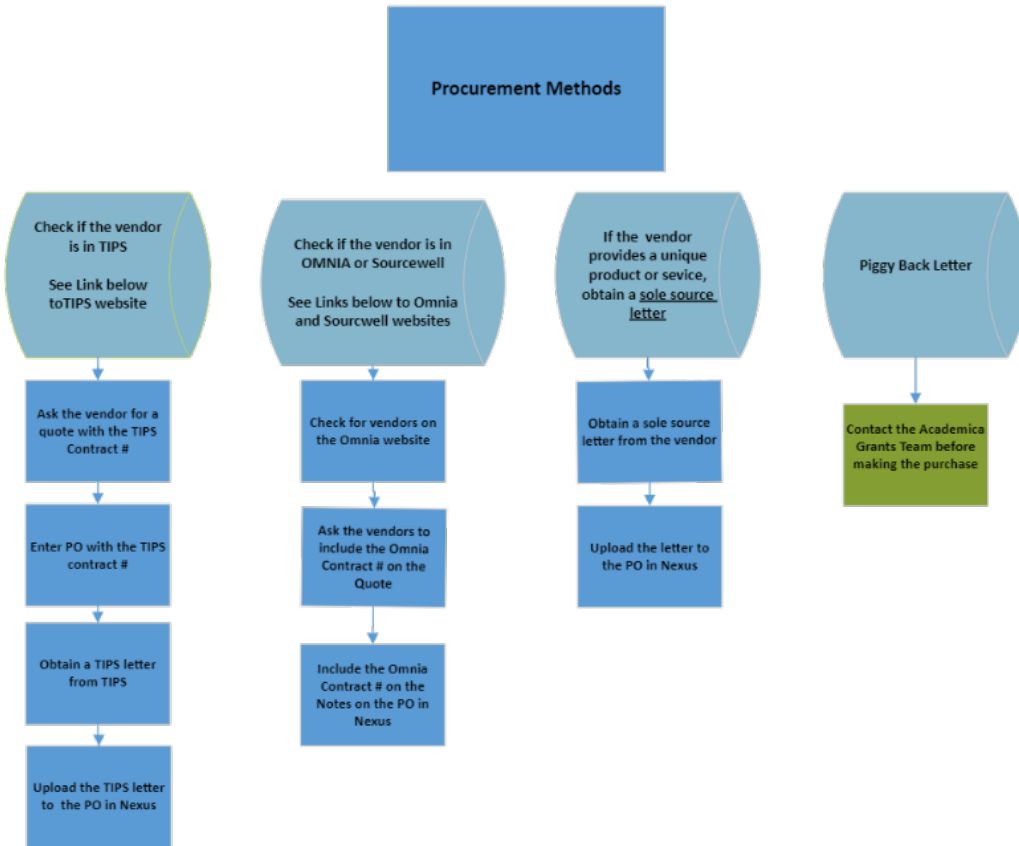 Procurement Methods
Check if the vendor
is in TIPS
See Link below
toTIPS website
Ask the vendor for a
quote with the TIPS
Contract #
Enter PO with the TIPS
contract #
Obtain a TIPS letter
from TIPS
Upload the TIPS letter
to the PO in Nexus
Check if the vendor is in
OMNIA or Sourcewell
See Links below to Omnia
and Sourcwell websites
Check for vendors on
the Omnia website
Ask the vendors to
include the Omnia
Contract # on the
Quote
Include the Omnia
Contract # on the
Notes on the PO in
Nexus
If the vendor
provides a unique
product or sevice,
obtain a sole source
letter
Obtain a sole source
letter from the vendor
Upload the letter to
the PO in Nexus
Piggy Back Letter
Contact the Academica
Grants Team before
making the purchase